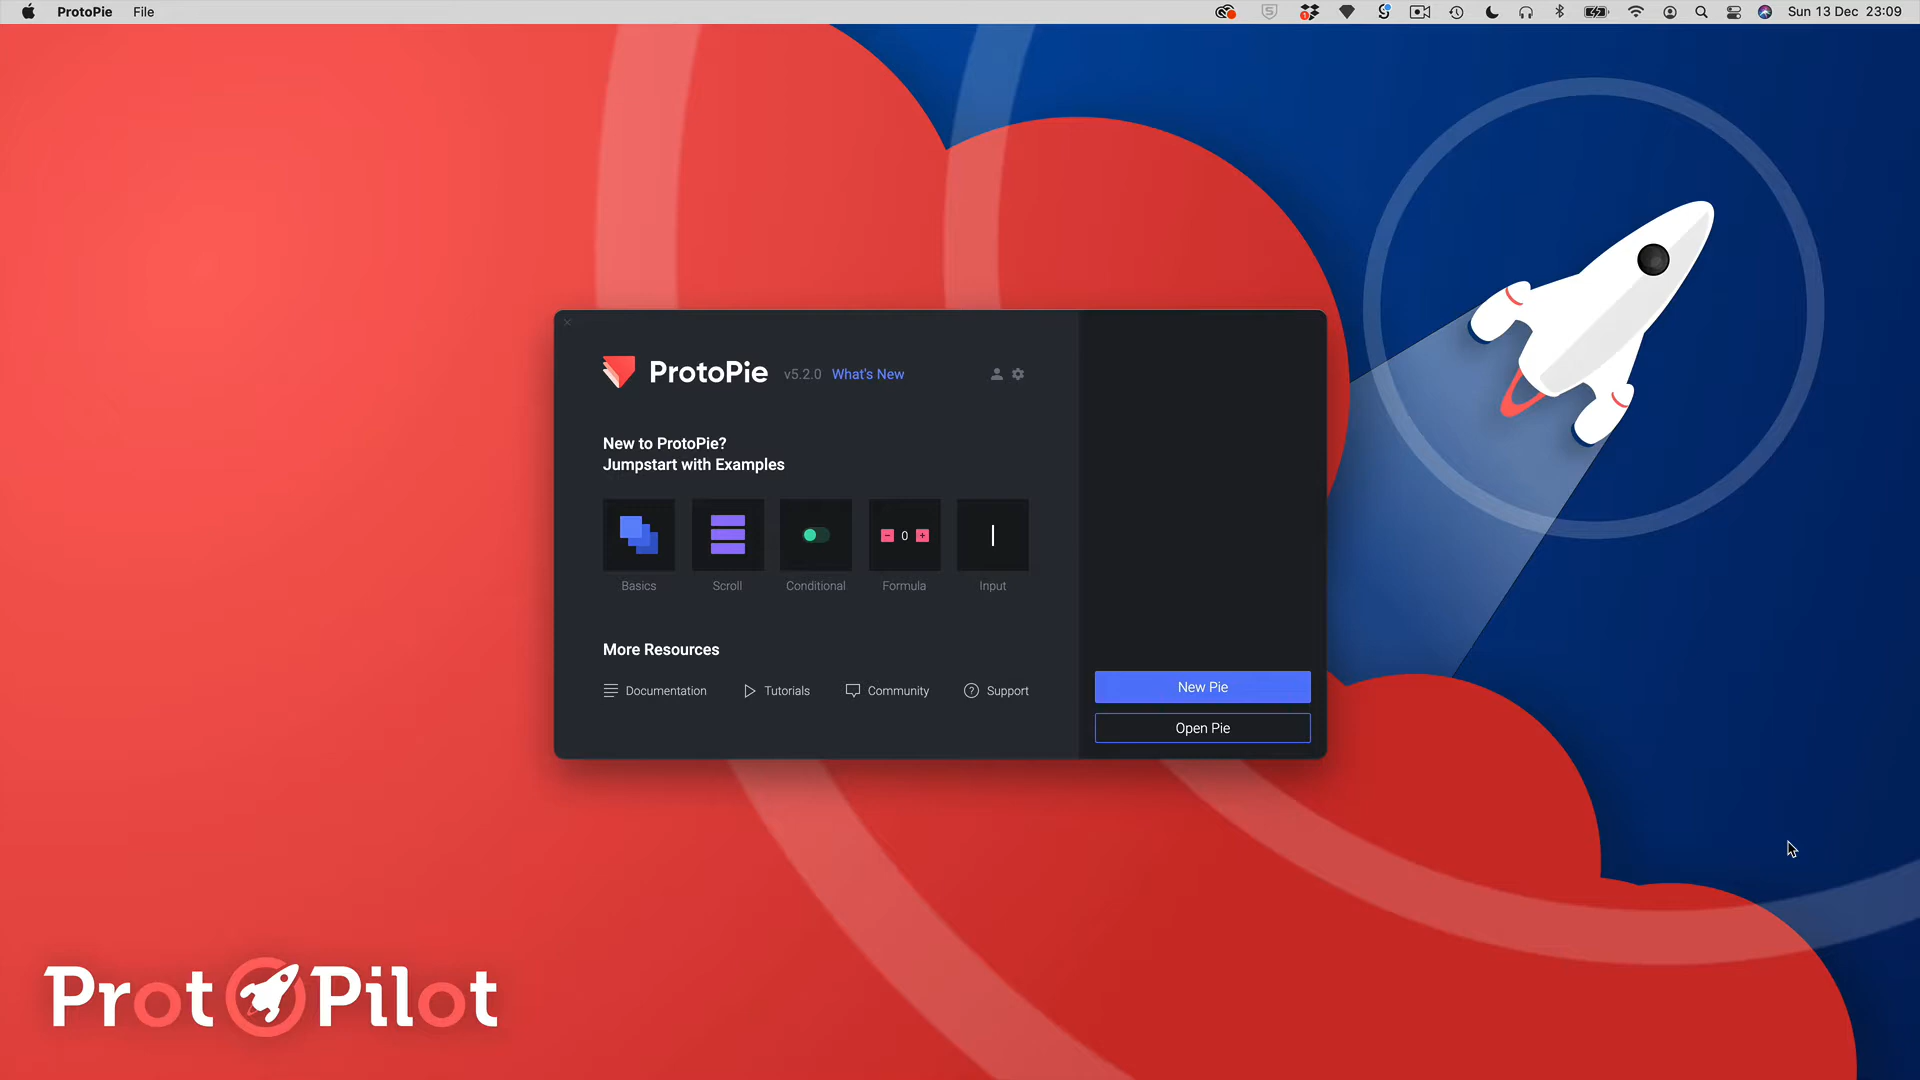 ProtoPie File Sun 13 Dec 23:09
ProtoPie v5.2.0 What's New
New to ProtoPie?
Jumpstart with Examples
0
Basics Scroll Conditional Formula Input
More Resources
Documentation Tutorials Community Support
New Pie
Open Pie
ProtoPilot